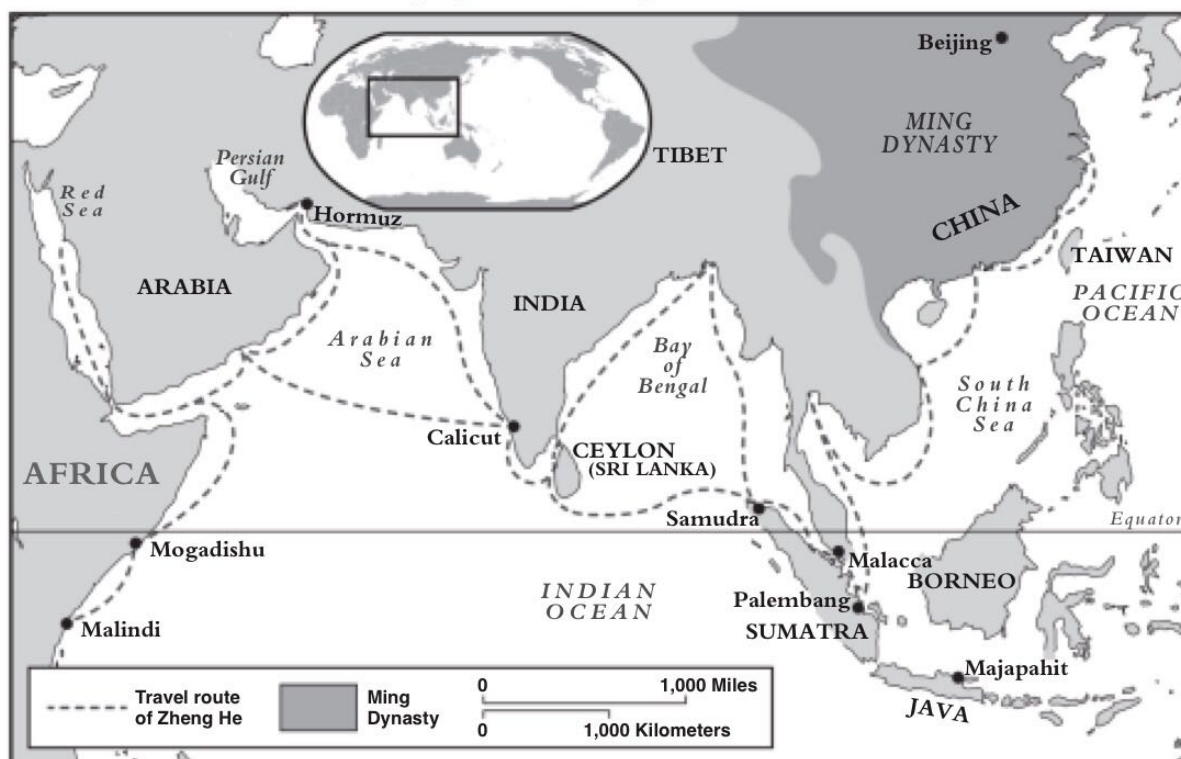 Beijing
MING
DYNASTY
TIBET
Persian
Gulf
Red
Sea
Hormuz
CHINA
TAIWAN
ARABIA
INDIA
PACIFIC
OCEAN
Arabian
Sea
Bay
of
Bengal
South
China
Sea
Calicut
CEYLON
(SRI LANKA)
AFRICA
Samudra
Equator
Mogadishu
Malacca
BORNEO
INDIAN
OCEAN
Palembang
SUMATRA
Malindi
Majapahit
JAVA
Travel route
of Zheng He
Ming
Dynasty
0 1,000 Miles
0 1,000 Kilometers